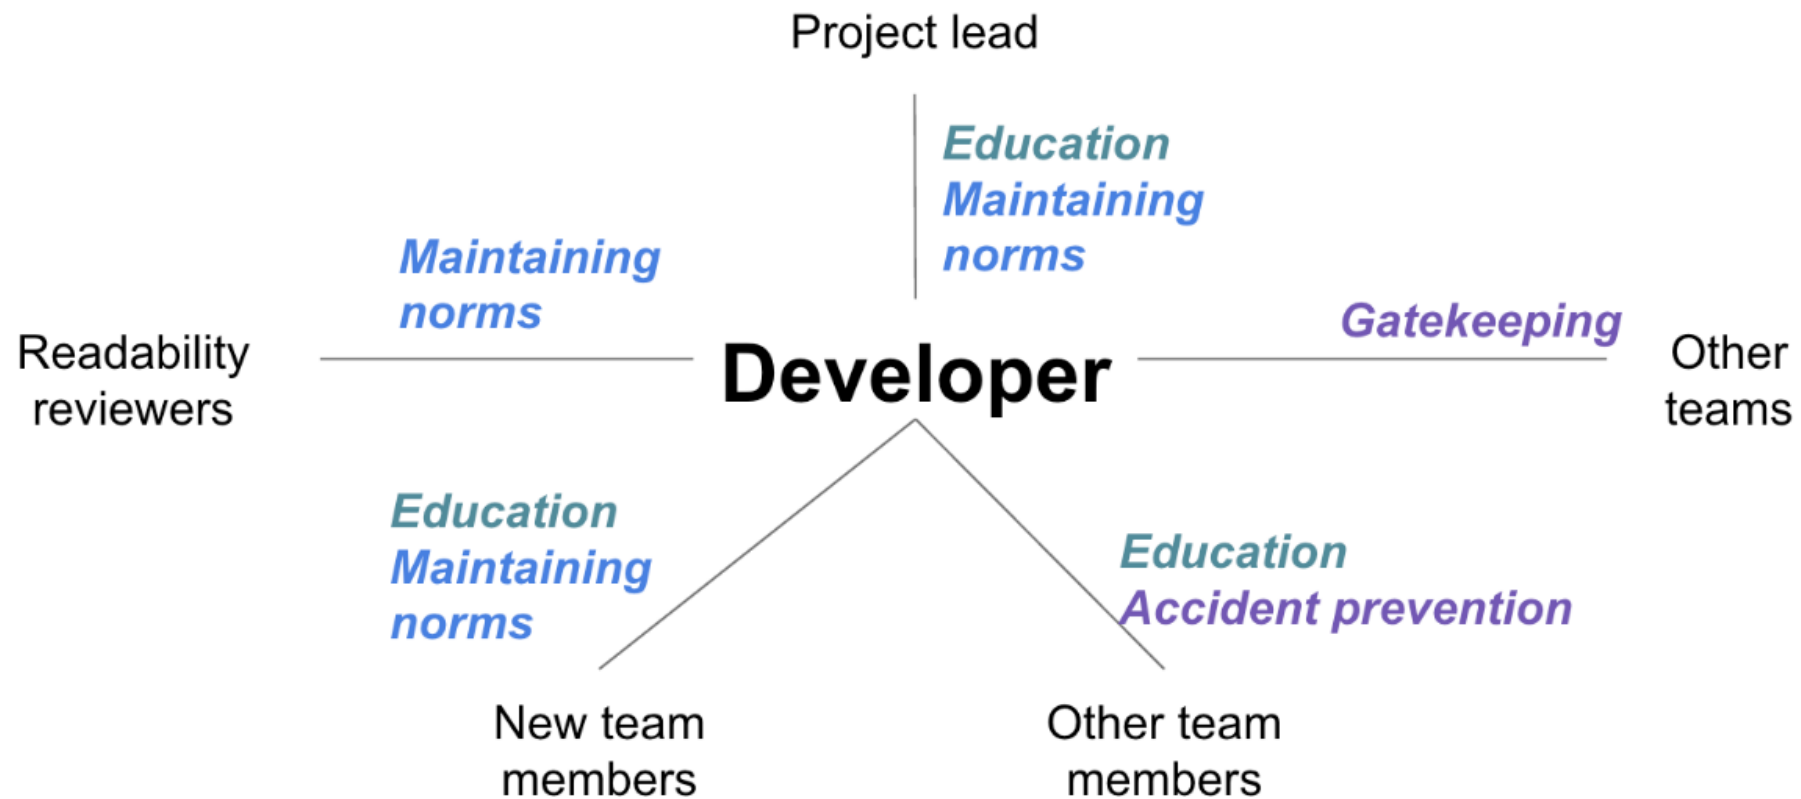 Project lead
Education
Maintaining
norms
Maintaining
norms
Gatekeeping
Readability
reviewers
Developer
Other
teams
Education
Maintaining
norms
Education
Accident prevention
New team
members
Other team
members